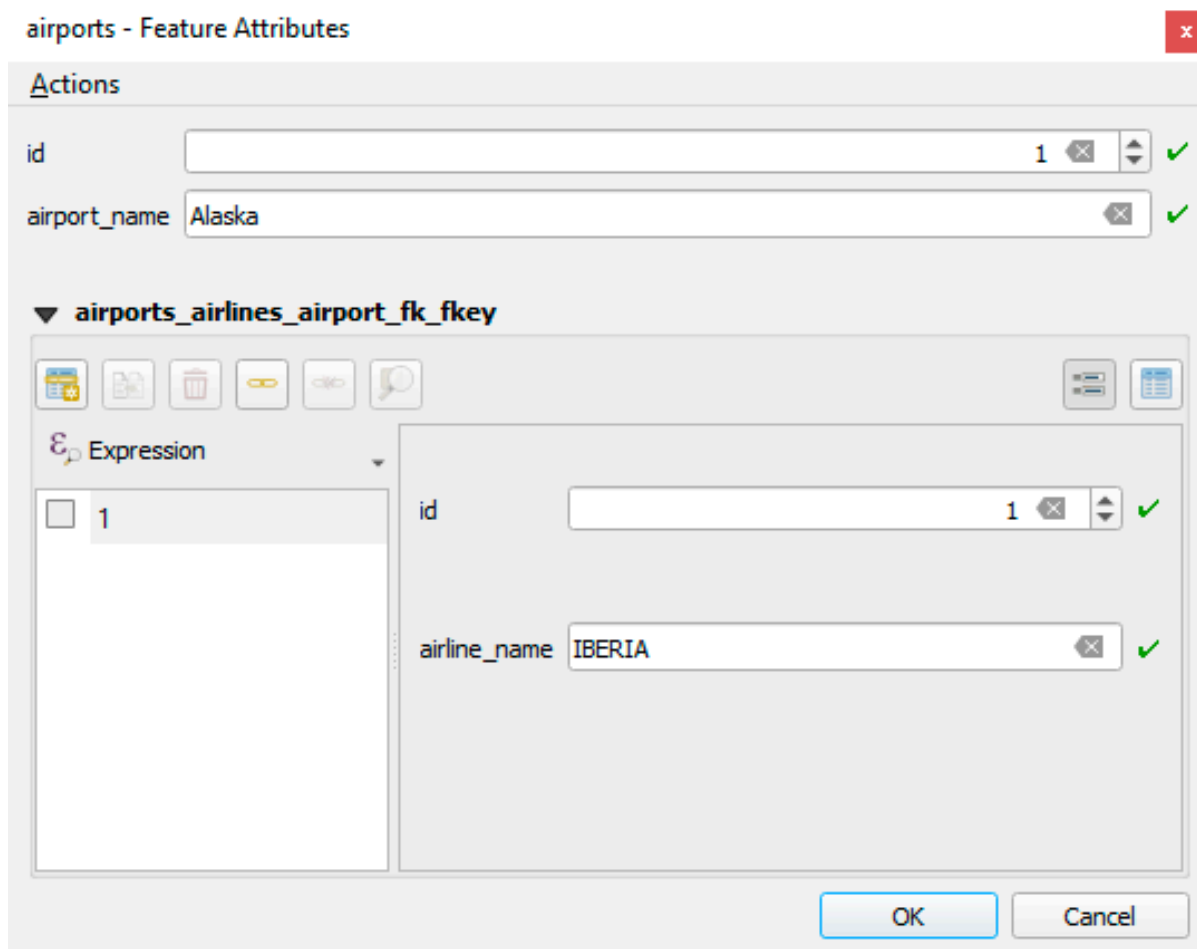 airports - Feature Attributes
x
Actions
id 1
airport_name Alaska
airports_airlines_airport_fk_fkey
Expression
1
id 1
airline_name IBERIA
OK Cancel